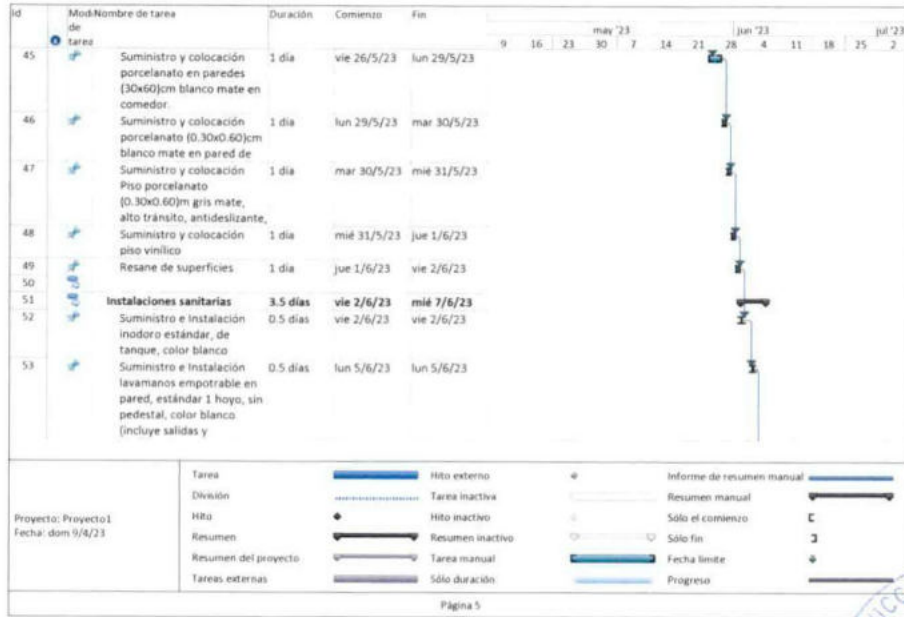 Id Modo de tarea Nombre de tarea Duración Comienzo Fin
may '23 jun '23 jul '23
9 16 23 30 7 14 21 28 4 11 18 25 2
45 Suministro y colocación 1 día vie 26/5/23 lun 29/5/23
porcelanato en paredes
(30x60)cm blanco mate en
comedor.
46 Suministro y colocación 1 día lun 29/5/23 mar 30/5/23
porcelanato (0.30x0.60)cm
blanco mate en pared de
47 Suministro y colocación 1 día mar 30/5/23 mié 31/5/23
Piso porcelanato
(0.30x0.60)m gris mate,
alto tránsito, antideslizante,
48 Suministro y colocación 1 día mié 31/5/23 jue 1/6/23
piso vinílico
49 Resane de superficies 1 día jue 1/6/23 vie 2/6/23
50
51 Instalaciones sanitarias 3.5 días vie 2/6/23 mié 7/6/23
52 Suministro e Instalación 0.5 días vie 2/6/23 vie 2/6/23
inodoro estándar, de
tanque, color blanco
53 Suministro e Instalación 0.5 días lun 5/6/23 lun 5/6/23
lavamanos empotrable en
pared, estándar 1 hoyo, sin
pedestal, color blanco
(incluye salidas y
Proyecto: Proyecto1
Fecha: dom 9/4/23
Tarea Hito externo Informe de resumen manual
División Tarea inactiva Resumen manual
Hito Hito inactivo Sólo el comienzo
Resumen Resumen inactivo Sólo fin
Resumen del proyecto Tarea manual Fecha límite
Tareas externas Sólo duración Progreso
Página 5